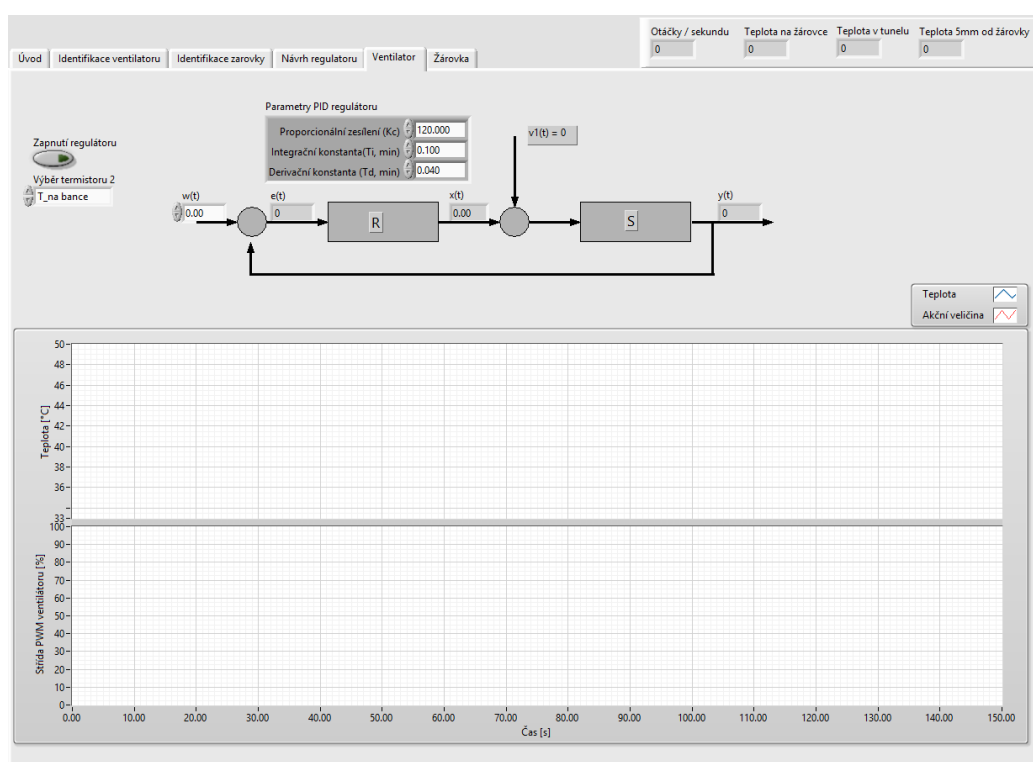 Otáčky / sekundu Teplota na žárovce Teplota v tunelu Teplota 5mm od žárovky
0 0 0 0
Úvod Identifikace ventilatoru Identifikace zarovky Návrh regulatoru Ventilator Žárovka
Parametry PID regulátoru
Proporcionální zesílení (Kc) 120.000
Integrační konstanta(Ti, min) 0.100
Derivační konstanta (Td, min) 0.040
v1(t) = 0
Zapnutí regulátoru
Výběr termistoru 2
T_na bance
w(t) e(t) x(t) y(t)
0.00 0 0.00 0
R S
Teplota
Akční veličina
50
48
46
44
42
40
38
36
33
Teplota [°C]
100
90
80
70
60
50
40
30
20
10
0
Střída PWM ventilátoru [%]
0.00 10.00 20.00 30.00 40.00 50.00 60.00 70.00 80.00 90.00 100.00 110.00 120.00 130.00 140.00 150.00
Čas [s]